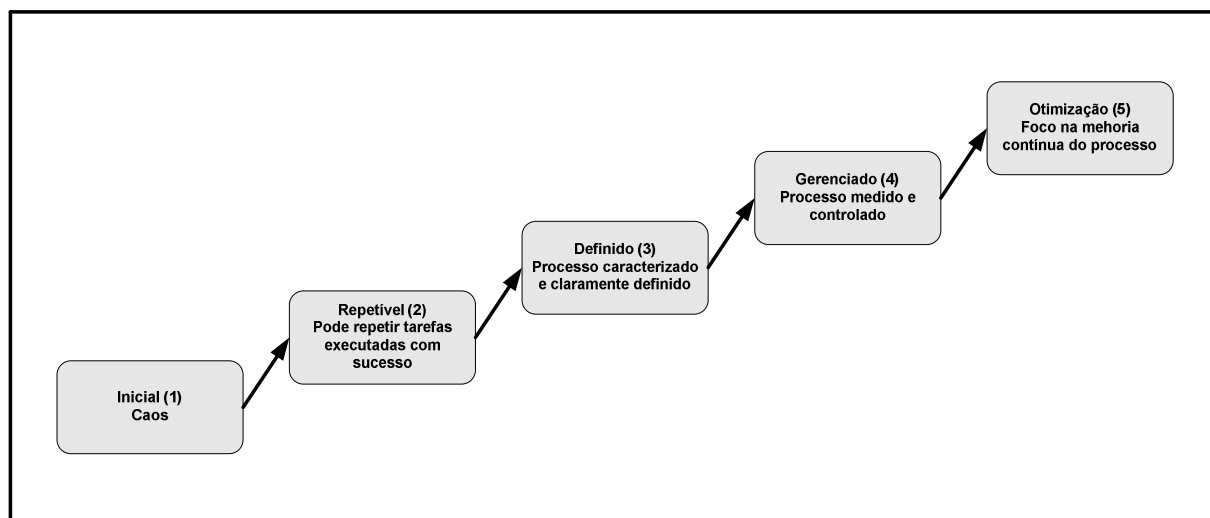 Otimização (5)
Foco na mehoria
contínua do processo
Gerenciado (4)
Processo medido e
controlado
Definido (3)
Processo caracterizado
e claramente definido
Repetível (2)
Pode repetir tarefas
executadas com
sucesso
Inicial (1)
Caos